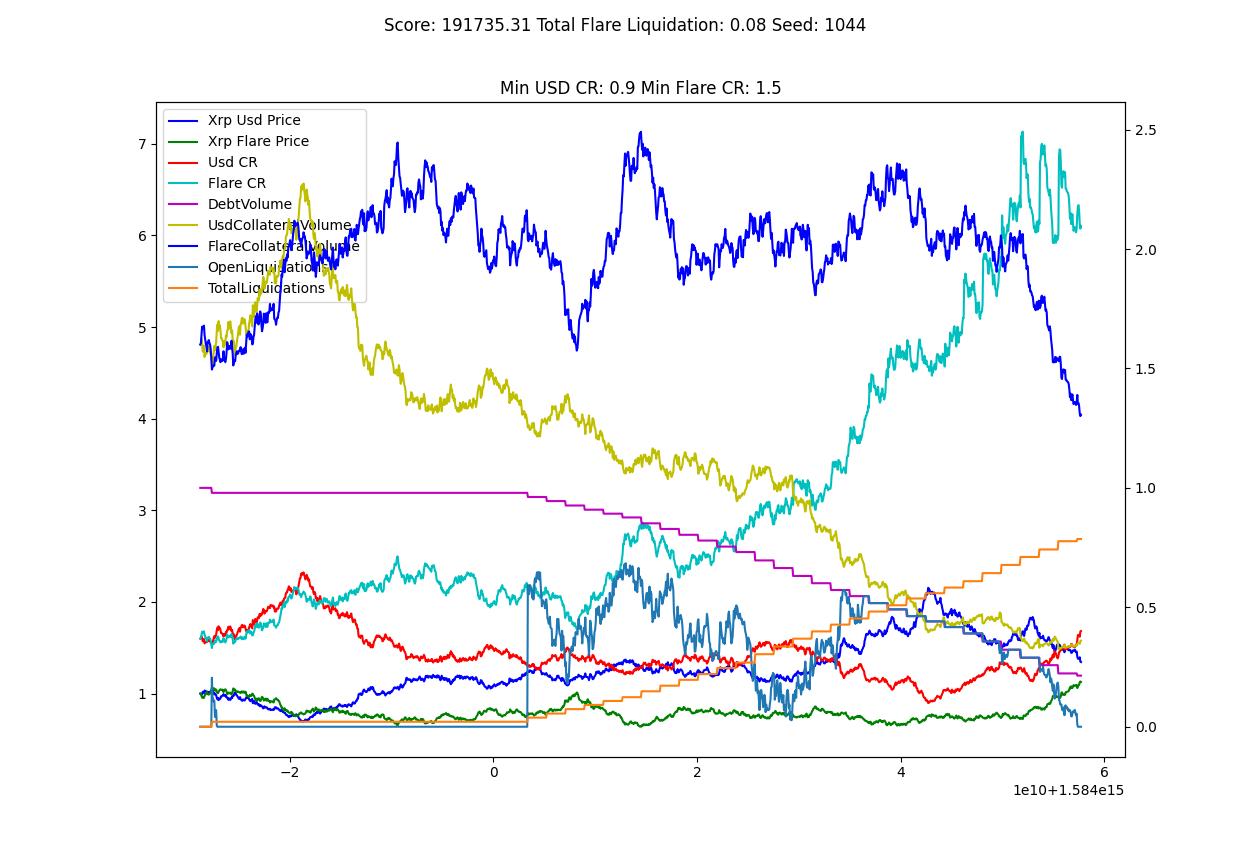 Score: 191735.31 Total Flare Liquidation: 0.08 Seed: 1044
Min USD CR: 0.9 Min Flare CR: 1.5
Xrp Usd Price
Xrp Flare Price
Usd CR
Flare CR
DebtVolume
UsdCollateralVolume
FlareCollateralVolume
OpenLiquidations
TotalLiquidations
7
6
5
4
3
2
1
2.5
2.0
1.5
1.0
0.5
0.0
−2
0
2
4
6
1e10+1.584e15